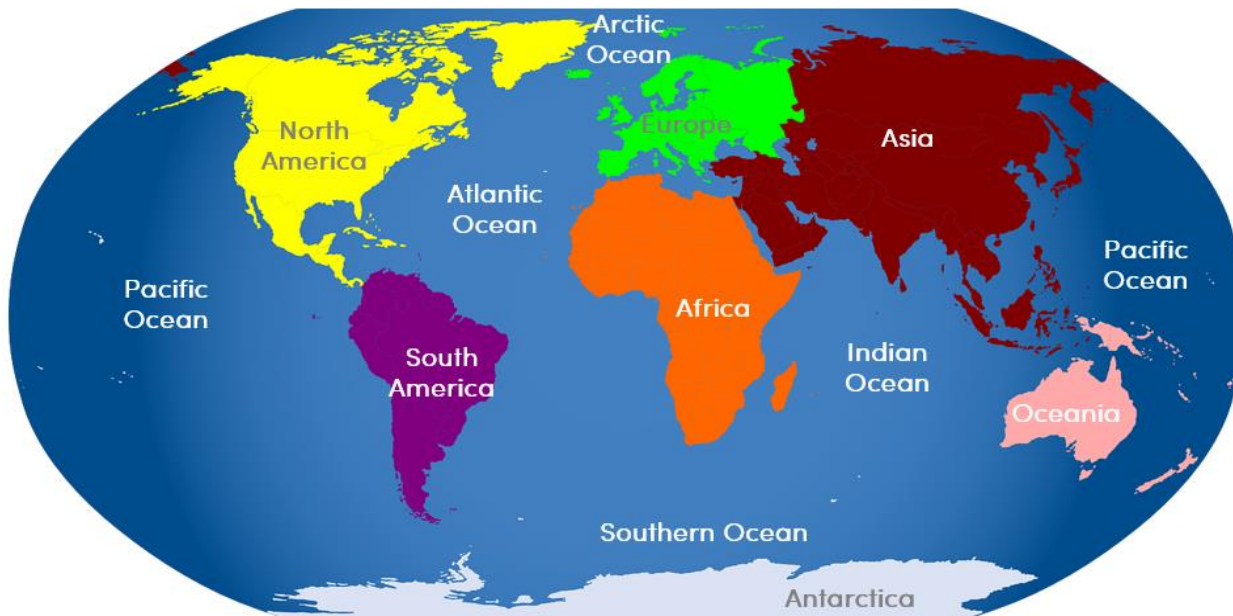 Arctic
Ocean
North
America
Europe
Asia
Atlantic
Ocean
Pacific
Ocean
Pacific
Ocean
Africa
South
America
Indian
Ocean
Oceania
Southern Ocean
Antarctica